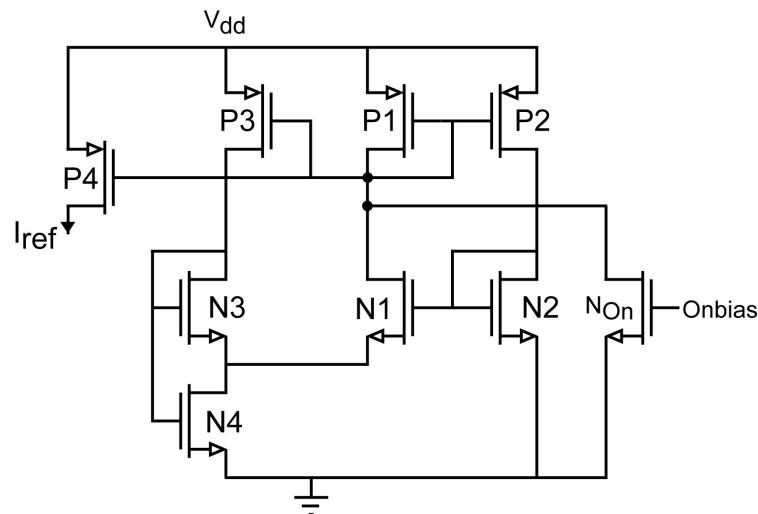 Vdd
P3 P1 P2
P4
Iref
N3 N1 N2 NOn Onbias
N4